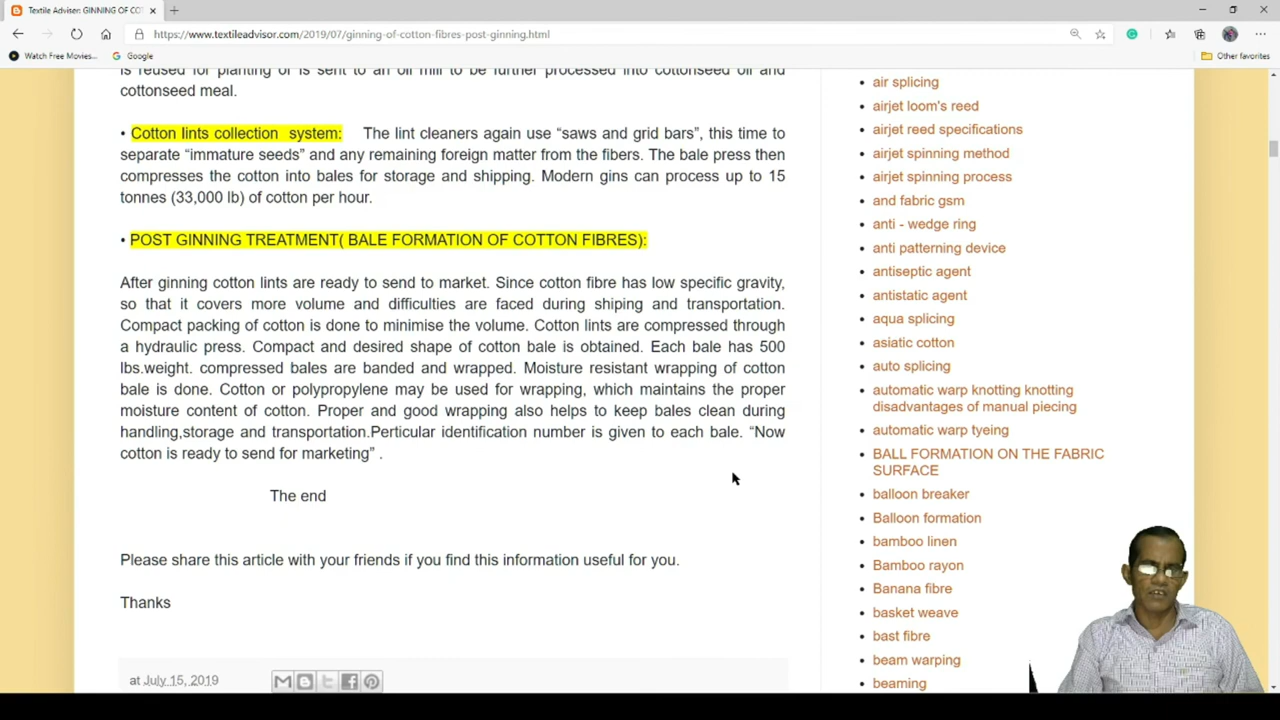 Textile Adviser: GINNING OF COT
https://www.textileadvisor.com/2019/07/ginning-of-cotton-fibres-post-ginning.html
Watch Free Movies...
Google
Other favorites
is reused for planting or is sent to an oil mill to be further processed into cottonseed oil and
cottonseed meal.
• Cotton lints collection system: The lint cleaners again use “saws and grid bars”, this time to
separate “immature seeds” and any remaining foreign matter from the fibers. The bale press then
compresses the cotton into bales for storage and shipping. Modern gins can process up to 15
tonnes (33,000 lb) of cotton per hour.
• POST GINNING TREATMENT( BALE FORMATION OF COTTON FIBRES):
After ginning cotton lints are ready to send to market. Since cotton fibre has low specific gravity,
so that it covers more volume and difficulties are faced during shiping and transportation.
Compact packing of cotton is done to minimise the volume. Cotton lints are compressed through
a hydraulic press. Compact and desired shape of cotton bale is obtained. Each bale has 500
lbs.weight. compressed bales are banded and wrapped. Moisture resistant wrapping of cotton
bale is done. Cotton or polypropylene may be used for wrapping, which maintains the proper
moisture content of cotton. Proper and good wrapping also helps to keep bales clean during
handling,storage and transportation.Perticular identification number is given to each bale. “Now
cotton is ready to send for marketing” .
The end
Please share this article with your friends if you find this information useful for you.
Thanks
at July 15, 2019
• air splicing
• airjet loom's reed
• airjet reed specifications
• airjet spinning method
• airjet spinning process
• and fabric gsm
• anti - wedge ring
• anti patterning device
• antiseptic agent
• antistatic agent
• aqua splicing
• asiatic cotton
• auto splicing
• automatic warp knotting knotting
disadvantages of manual piecing
• automatic warp tyeing
• BALL FORMATION ON THE FABRIC
SURFACE
• balloon breaker
• Balloon formation
• bamboo linen
• Bamboo rayon
• Banana fibre
• basket weave
• bast fibre
• beam warping
• beaming